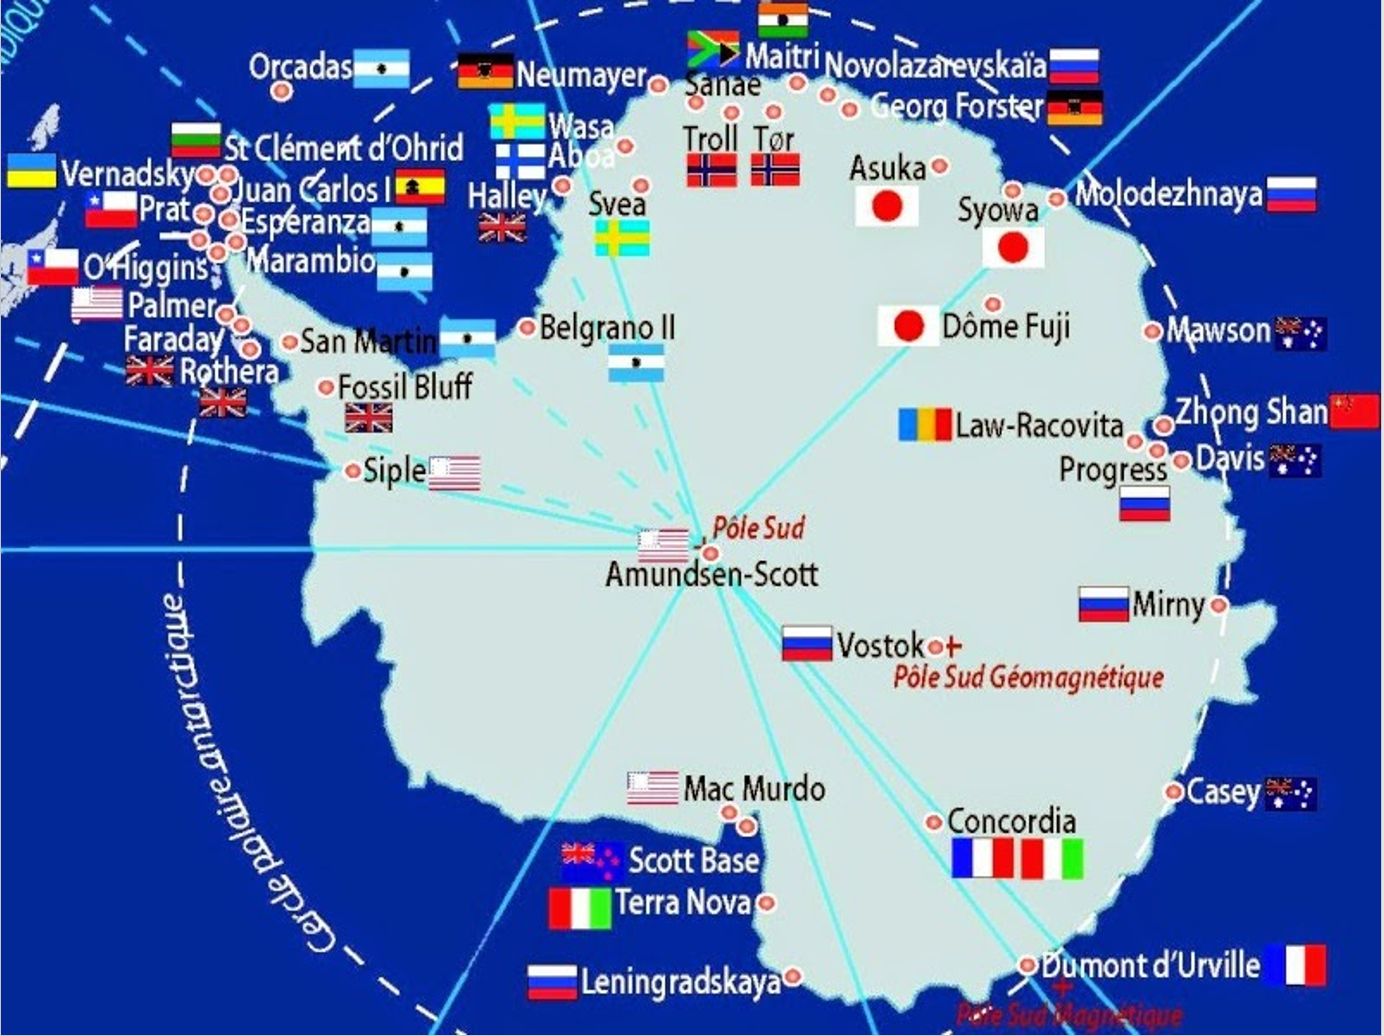 Orcadas
Neumayer
Sanae
Maitri
Novolazarevskaïa
Georg Forster
Wasa
Aboa
Troll
Tør
St Clément d'Ohrid
Vernadsky
Juan Carlos I
Halley
Svea
Asuka
Syowa
Molodezhnaya
Prat
Esperanza
O'Higgins
Marambio
Palmer
Faraday
San Martin
Belgrano II
Dôme Fuji
Mawson
Rothera
Fossil Bluff
Law-Racovita
Zhong Shan
Siple
Progress
Davis
Pôle Sud
Amundsen-Scott
Mirny
Vostok
Pôle Sud Géomagnétique
Cercle polaire antarctique
Mac Murdo
Casey
Concordia
Scott Base
Terra Nova
Dumont d'Urville
Leningradskaya
Pôle Sud Magnétique